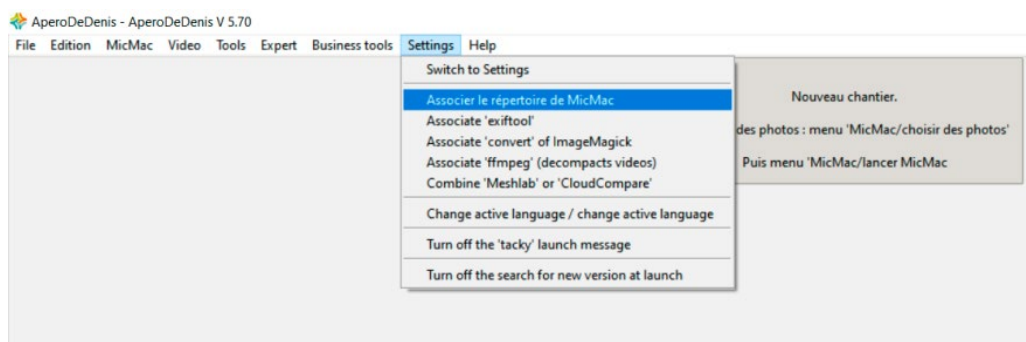 AperoDeDenis - AperoDeDenis V 5.70
File Edition MicMac Video Tools Expert Business tools Settings Help
Switch to Settings
Associer le répertoire de MicMac
Associate 'exiftool'
Associate 'convert' of ImageMagick
Associate 'ffmpeg' (decompacts videos)
Combine 'Meshlab' or 'CloudCompare'
Change active language / change active language
Turn off the 'tacky' launch message
Turn off the search for new version at launch
Nouveau chantier.
des photos : menu 'MicMac/choisir des photos'
Puis menu 'MicMac/lancer MicMac